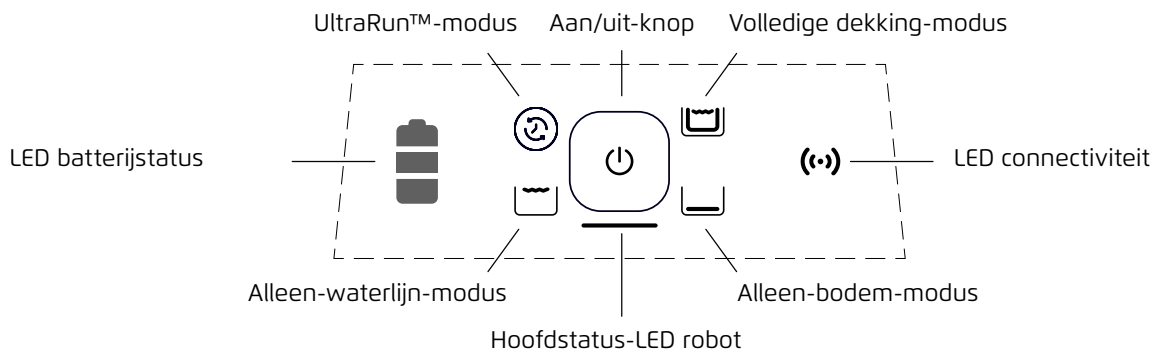 UltraRun™-modus
Aan/uit-knop
Volledige dekking-modus
LED batterijstatus
LED connectiviteit
Alleen-waterlijn-modus
Alleen-bodem-modus
Hoofdstatus-LED robot